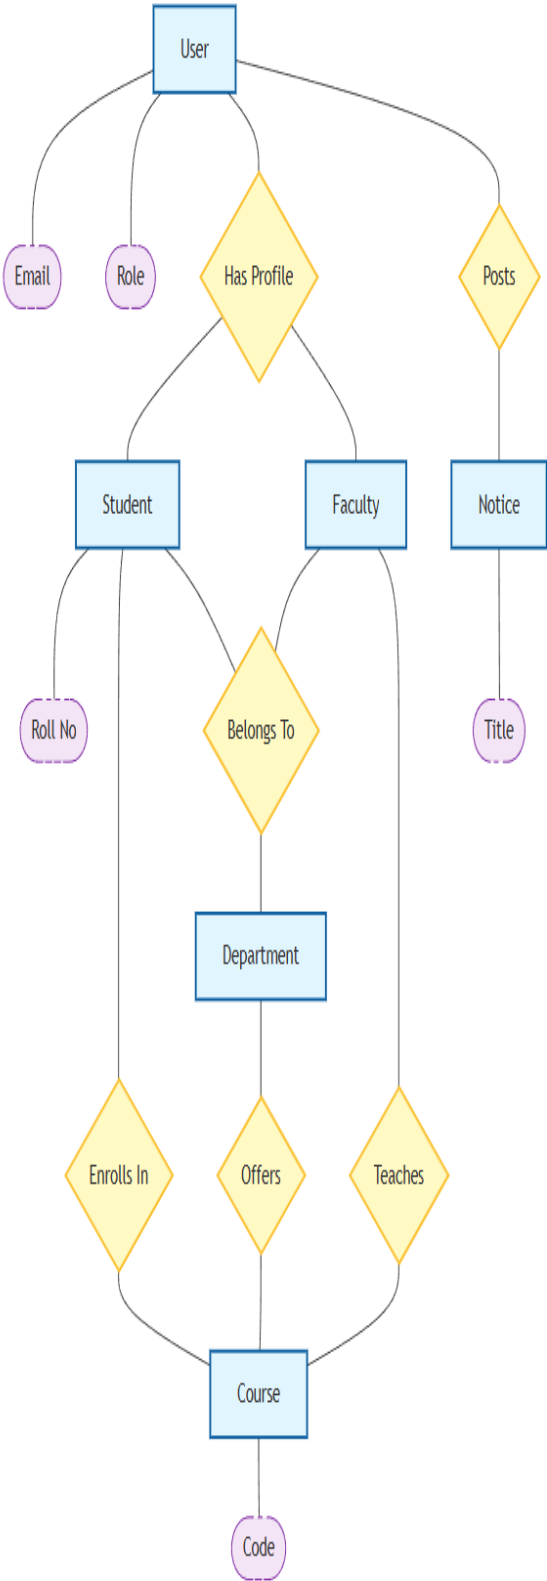 User
Email
Role
Has Profile
Posts
Student
Faculty
Notice
Roll No
Belongs To
Title
Department
Enrolls In
Offers
Teaches
Course
Code